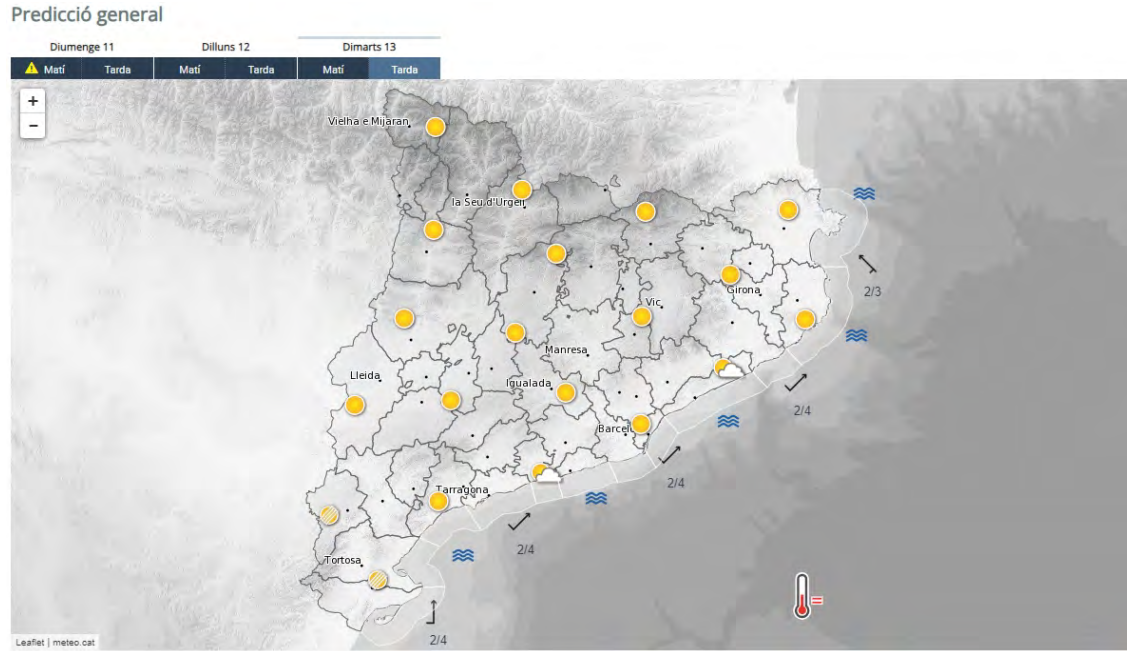 Predicció general
Diumenge 11 Dilluns 12 Dimarts 13
Matí Tarda Matí Tarda Matí Tarda
+
−
Vielha e Mijaran
la Seu d'Urgell
2/3
Girona
Vic
Manresa
Lleida
Igualada
2/4
Barcel
2/4
Tarragona
2/4
Tortosa
=
2/4
Leaflet | meteo.cat